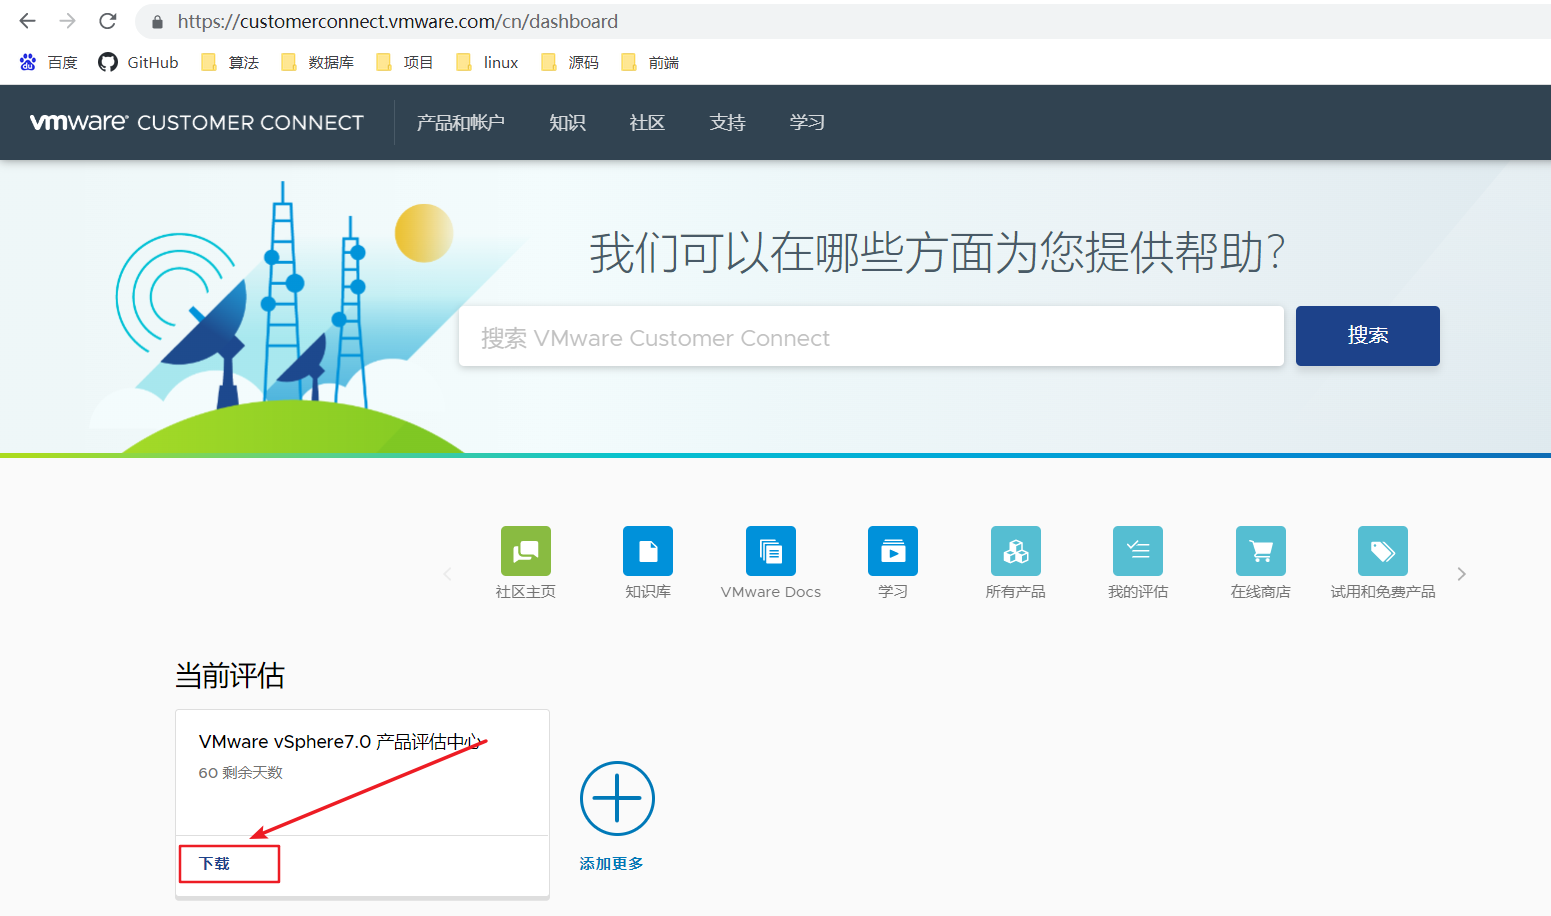 https://customerconnect.vmware.com/cn/dashboard
百度 GitHub 算法 数据库 项目 linux 源码 前端
vmware® CUSTOMER CONNECT 产品和帐户 知识 社区 支持 学习
我们可以在哪些方面为您提供帮助?
搜索 VMware Customer Connect 搜索
社区主页 知识库 VMware Docs 学习 所有产品 我的评估 在线商店 试用和免费产品
当前评估
VMware vSphere7.0 产品评估中心
60 剩余天数
下载 添加更多